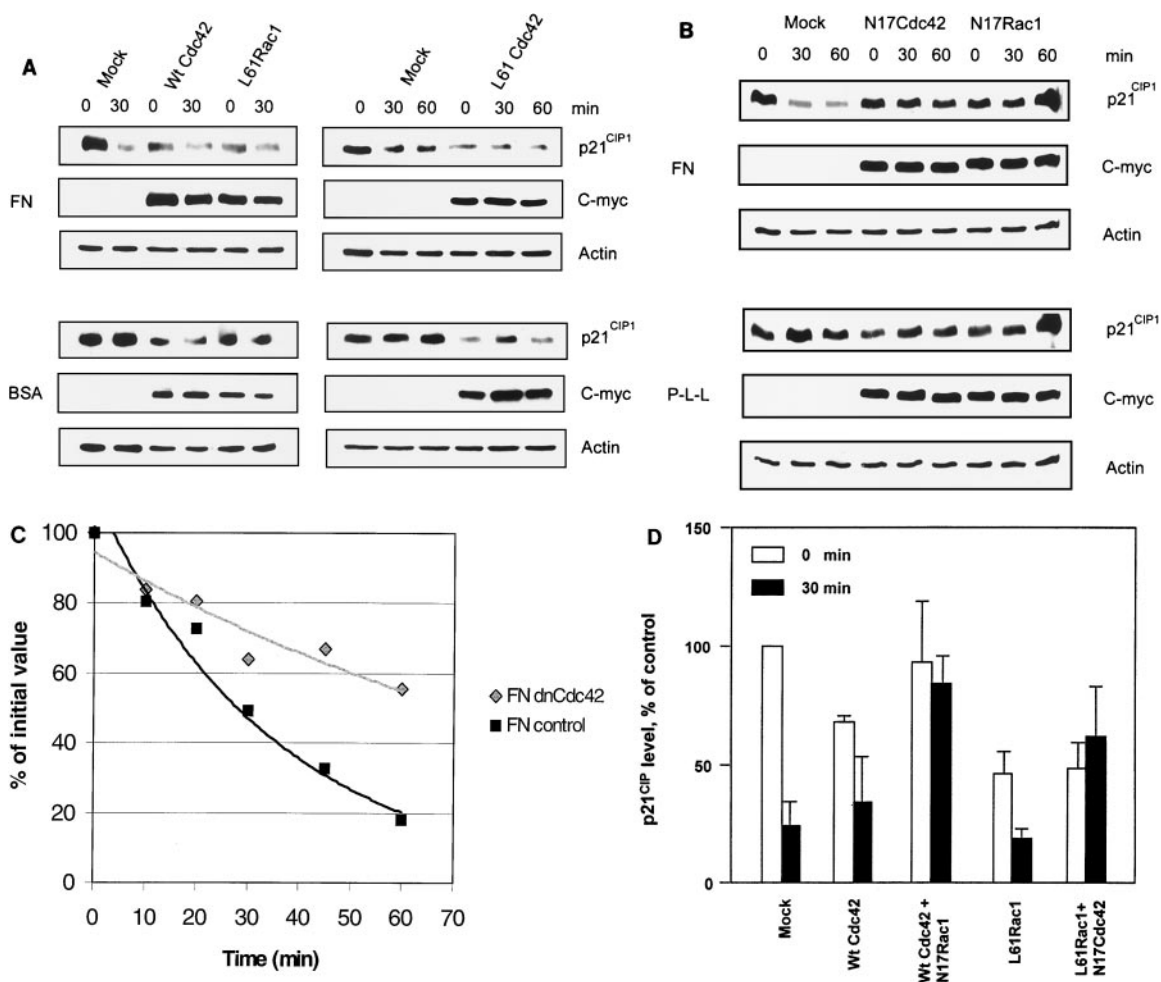 A
Mock
Wt Cdc42
L61Rac1
Mock
L61 Cdc42
0 30 0 30 0 30
0 30 60 0 30 60 min
p21CIP1
FN
C-myc
Actin
p21CIP1
BSA
C-myc
Actin
B
Mock N17Cdc42 N17Rac1
0 30 60 0 30 60 0 30 60 min
p21CIP1
FN
C-myc
Actin
p21CIP1
P-L-L
C-myc
Actin
C
% of initial value
100
80
60
40
20
0
0 10 20 30 40 50 60 70
Time (min)
FN dnCdc42
FN control
D
p21CIP level, % of control
150
100
50
0
0 min
30 min
Mock
Wt Cdc42
Wt Cdc42 +
N17Rac1
L61Rac1
L61Rac1+
N17Cdc42